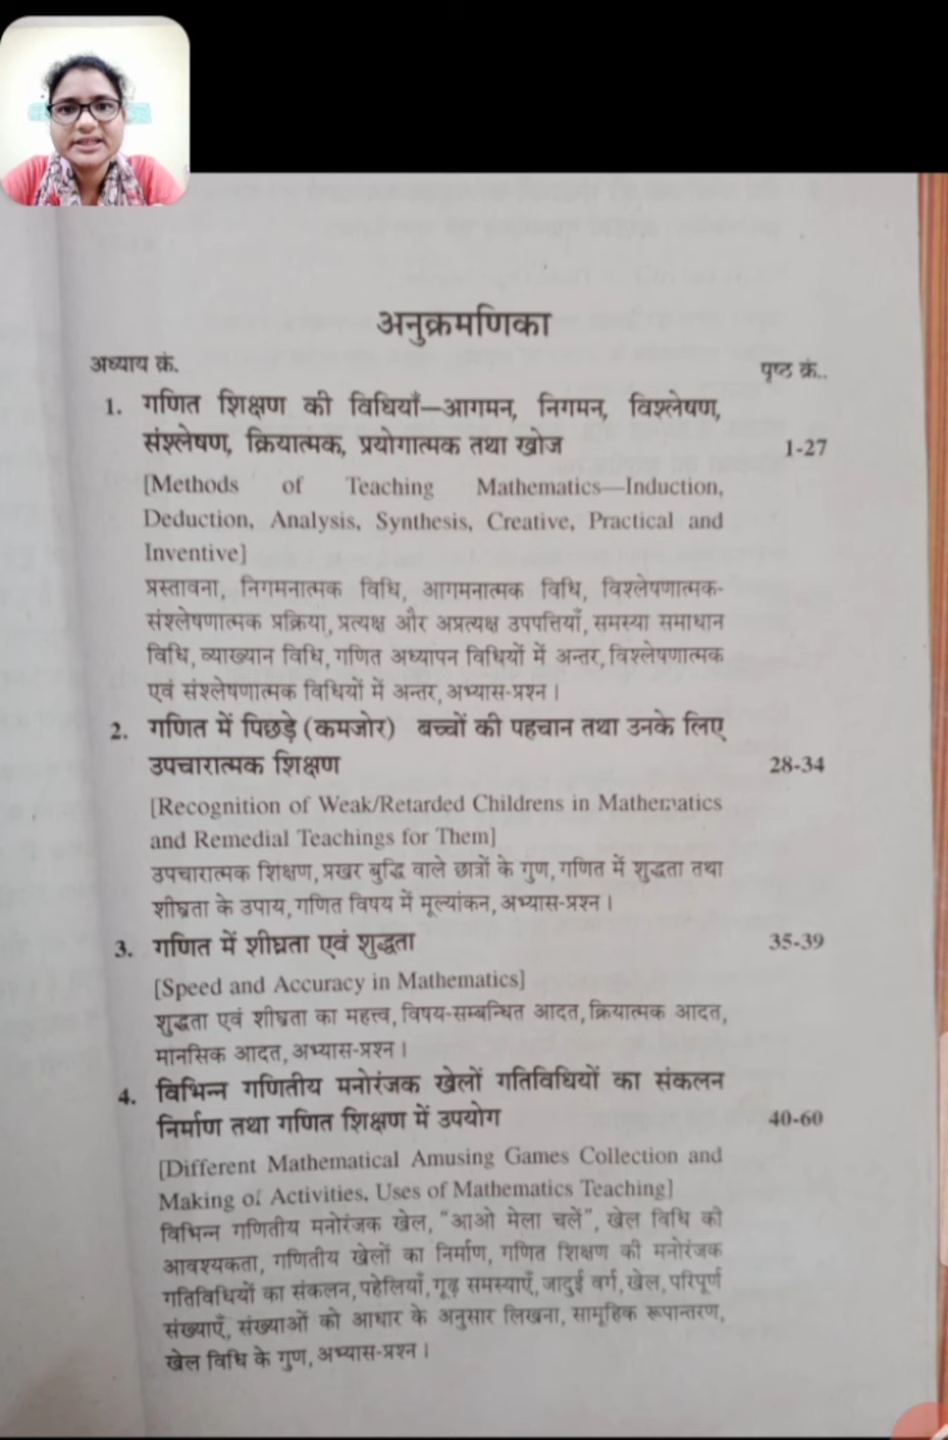 अनुक्रमणिका
अध्याय क्रं. पृष्ठ क्रं..
1. गणित शिक्षण की विधियाँ—आगमन, निगमन, विश्लेषण,
संश्लेषण, क्रियात्मक, प्रयोगात्मक तथा खोज 1-27
[Methods of Teaching Mathematics—Induction,
Deduction, Analysis, Synthesis, Creative, Practical and
Inventive]
प्रस्तावना, निगमनात्मक विधि, आगमनात्मक विधि, विश्लेषणात्मक-
संश्लेषणात्मक प्रक्रिया, प्रत्यक्ष और अप्रत्यक्ष उपपत्तियाँ, समस्या समाधान
विधि, व्याख्यान विधि, गणित अध्यापन विधियों में अन्तर, विश्लेषणात्मक
एवं संश्लेषणात्मक विधियों में अन्तर, अभ्यास-प्रश्न।
2. गणित में पिछड़े (कमजोर) बच्चों की पहचान तथा उनके लिए
उपचारात्मक शिक्षण 28-34
[Recognition of Weak/Retarded Childrens in Mathematics
and Remedial Teachings for Them]
उपचारात्मक शिक्षण, प्रखर बुद्धि वाले छात्रों के गुण, गणित में शुद्धता तथा
शीघ्रता के उपाय, गणित विषय में मूल्यांकन, अभ्यास-प्रश्न।
3. गणित में शीघ्रता एवं शुद्धता 35-39
[Speed and Accuracy in Mathematics]
शुद्धता एवं शीघ्रता का महत्त्व, विषय-सम्बन्धित आदत, क्रियात्मक आदत,
मानसिक आदत, अभ्यास-प्रश्न।
4. विभिन्न गणितीय मनोरंजक खेलों गतिविधियों का संकलन
निर्माण तथा गणित शिक्षण में उपयोग 40-60
[Different Mathematical Amusing Games Collection and
Making of Activities, Uses of Mathematics Teaching]
विभिन्न गणितीय मनोरंजक खेल, “आओ मेला चलें”, खेल विधि की
आवश्यकता, गणितीय खेलों का निर्माण, गणित शिक्षण की मनोरंजक
गतिविधियों का संकलन, पहेलियाँ, गूढ़ समस्याएँ, जादुई वर्ग, खेल, परिपूर्ण
संख्याएँ, संख्याओं को आधार के अनुसार लिखना, सामूहिक रूपान्तरण,
खेल विधि के गुण, अभ्यास-प्रश्न।